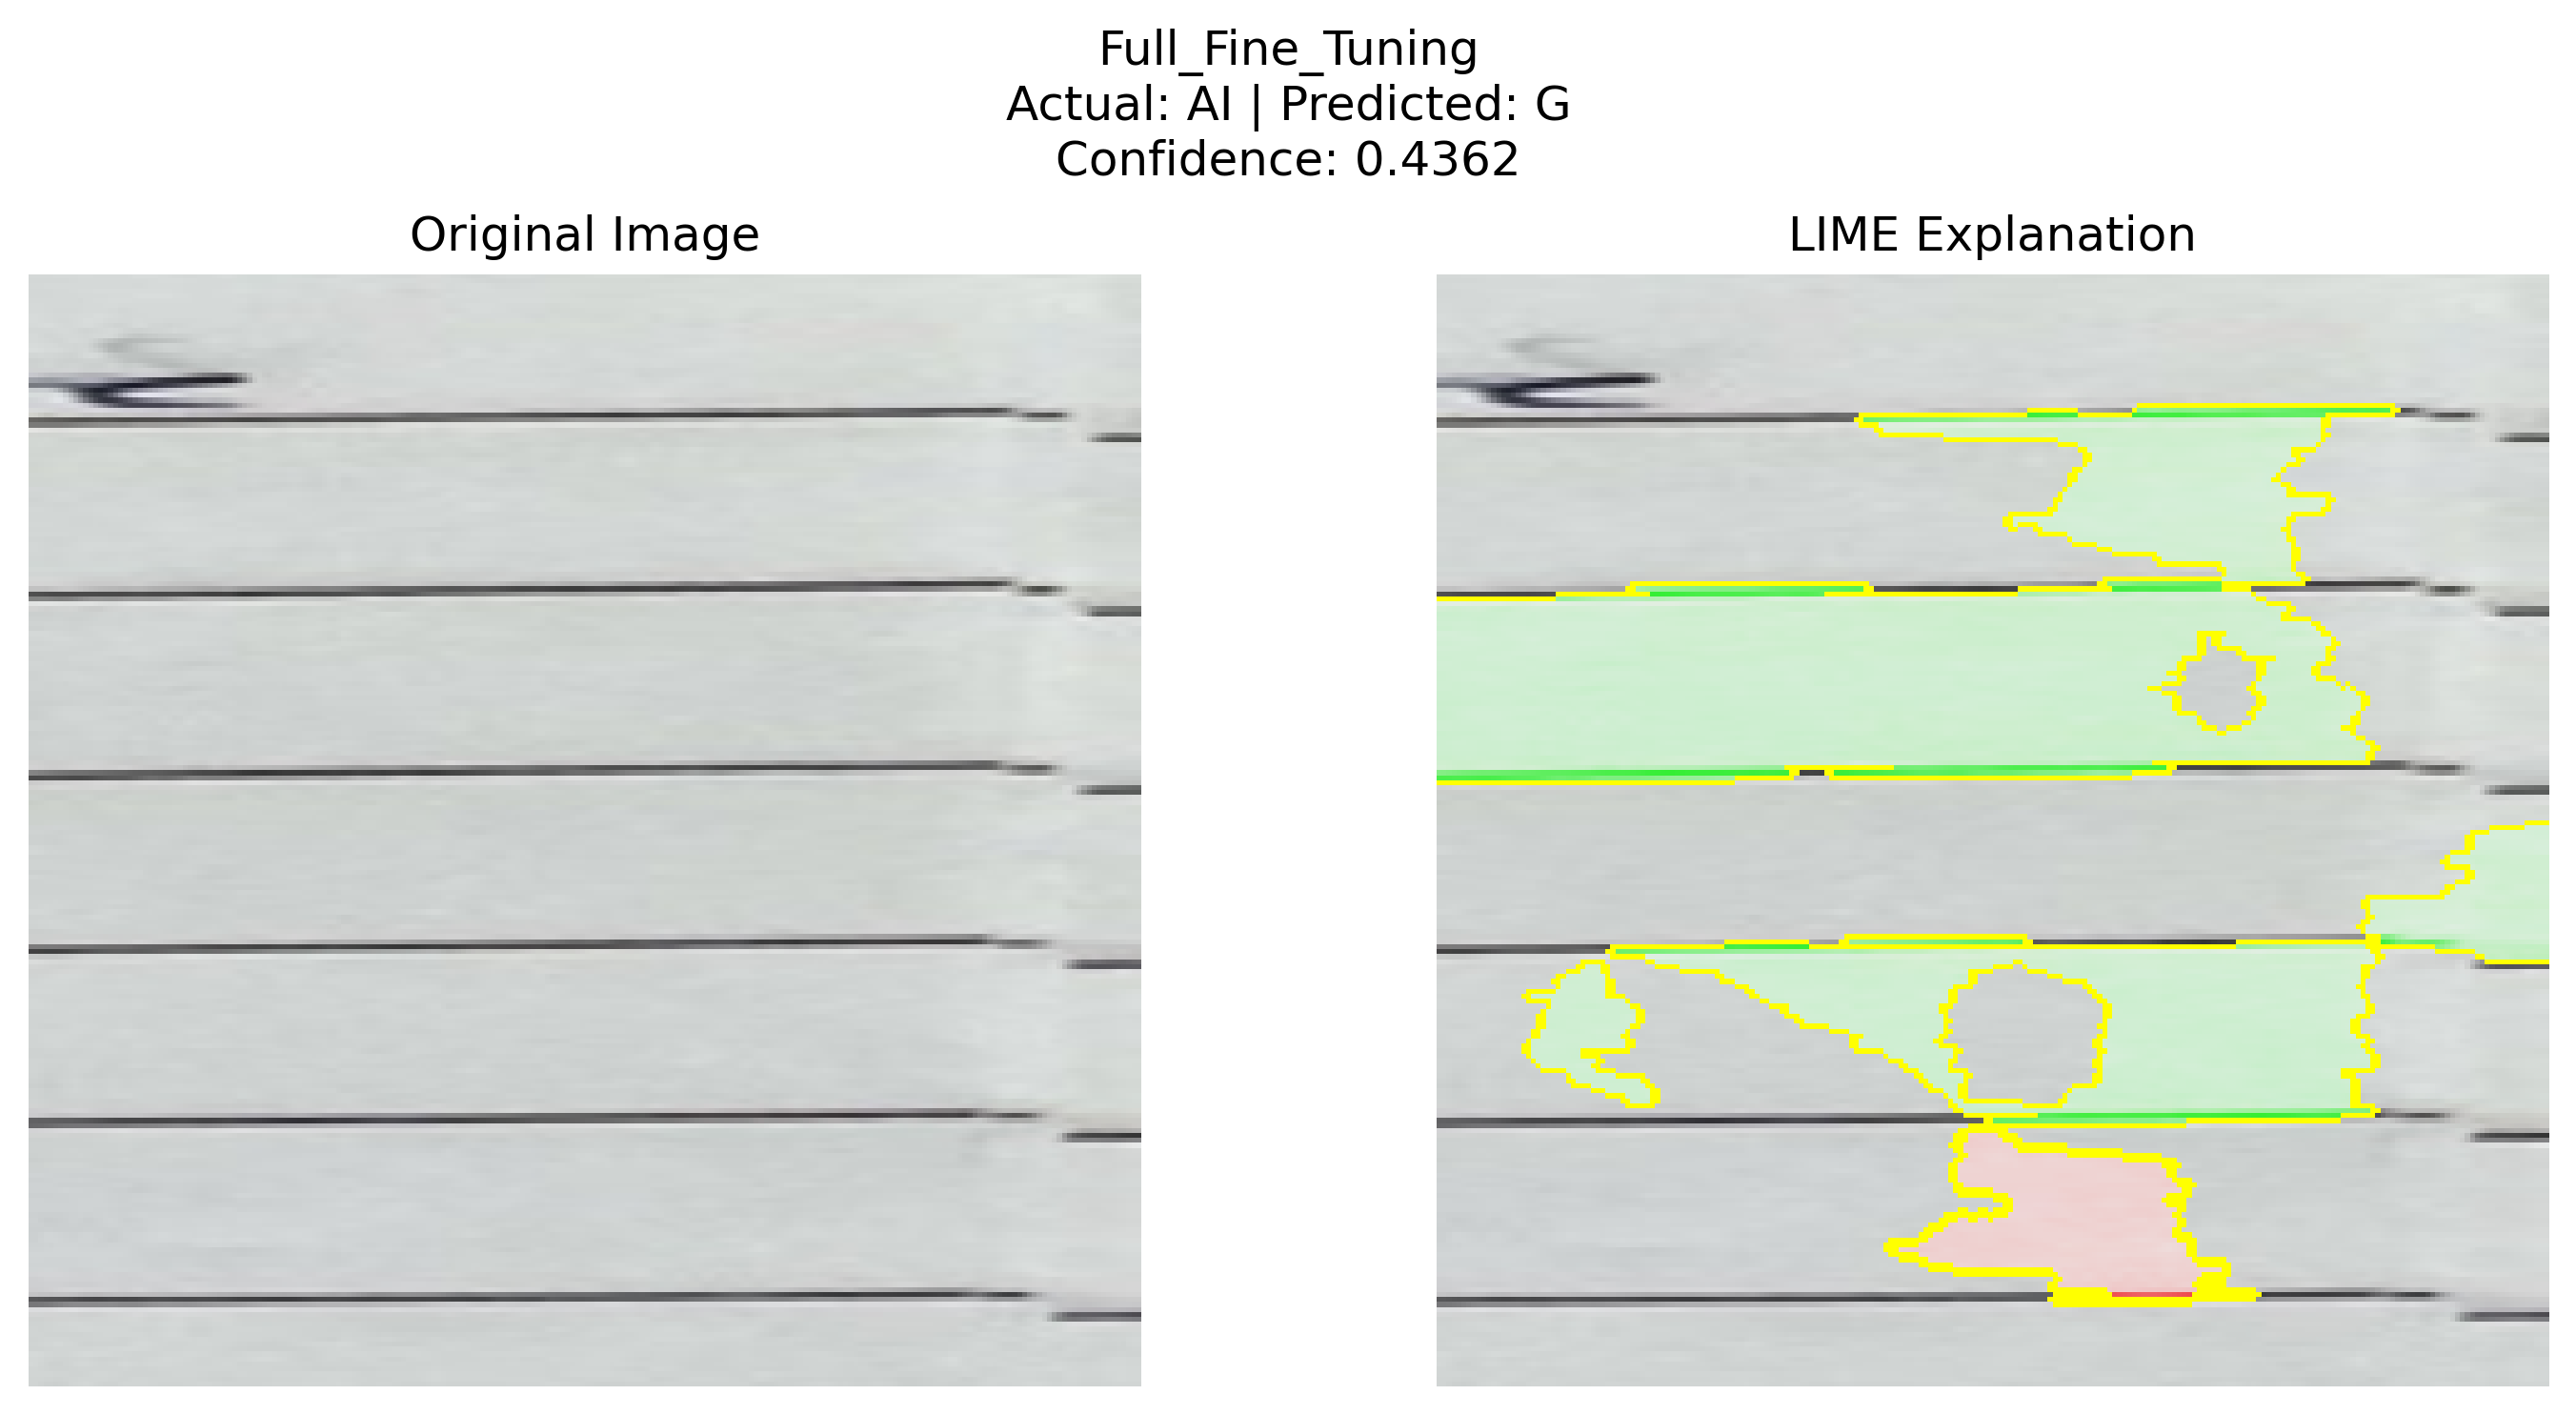 Full_Fine_Tuning
Actual: AI | Predicted: G
Confidence: 0.4362
Original Image
LIME Explanation